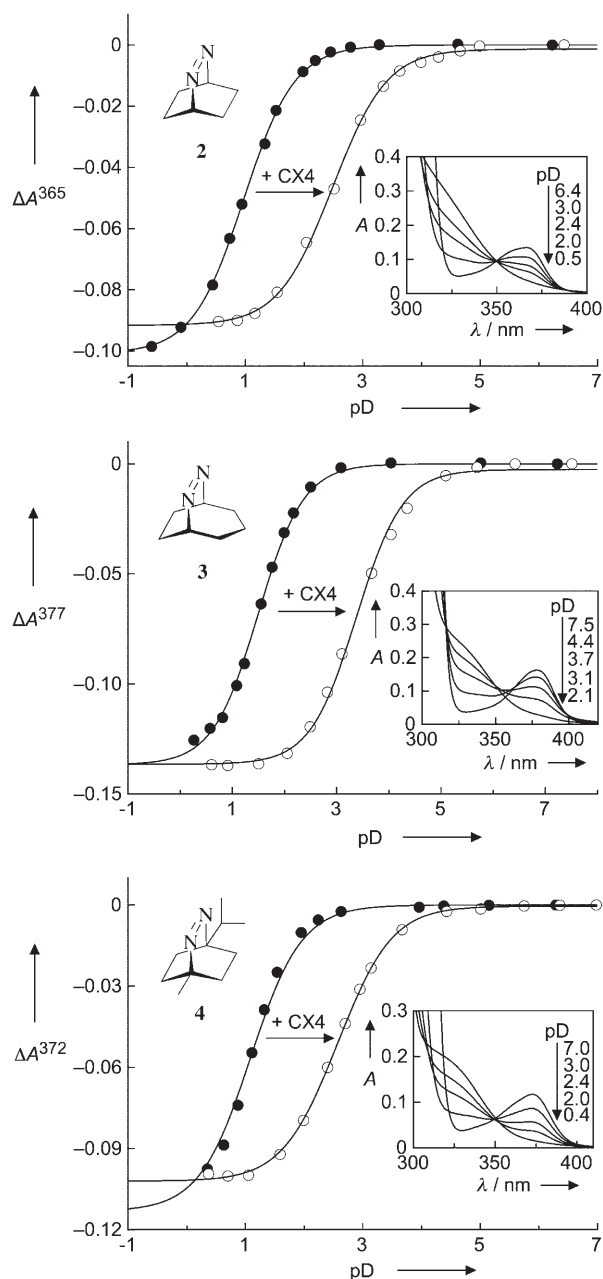 0
–0.02
–0.04
–0.06
–0.08
–0.10
ΔA³⁶⁵
N
N
2
+ CX4
0.4
0.3
0.2
0.1
0
A
pD
6.4
3.0
2.4
2.0
0.5
300 350 400
λ / nm
-1 1 3 5 7
pD
0
–0.05
–0.10
–0.15
ΔA³⁷⁷
N
N
3
+ CX4
0.4
0.3
0.2
0.1
0
A
pD
7.5
4.4
3.7
3.1
2.1
300 350 400
λ / nm
-1 1 3 5 7
pD
0
–0.03
–0.06
–0.09
–0.12
ΔA³⁷²
N
N
4
+ CX4
0.3
0.2
0.1
0
A
pD
7.0
3.0
2.4
2.0
0.4
300 350 400
λ / nm
-1 1 3 5 7
pD